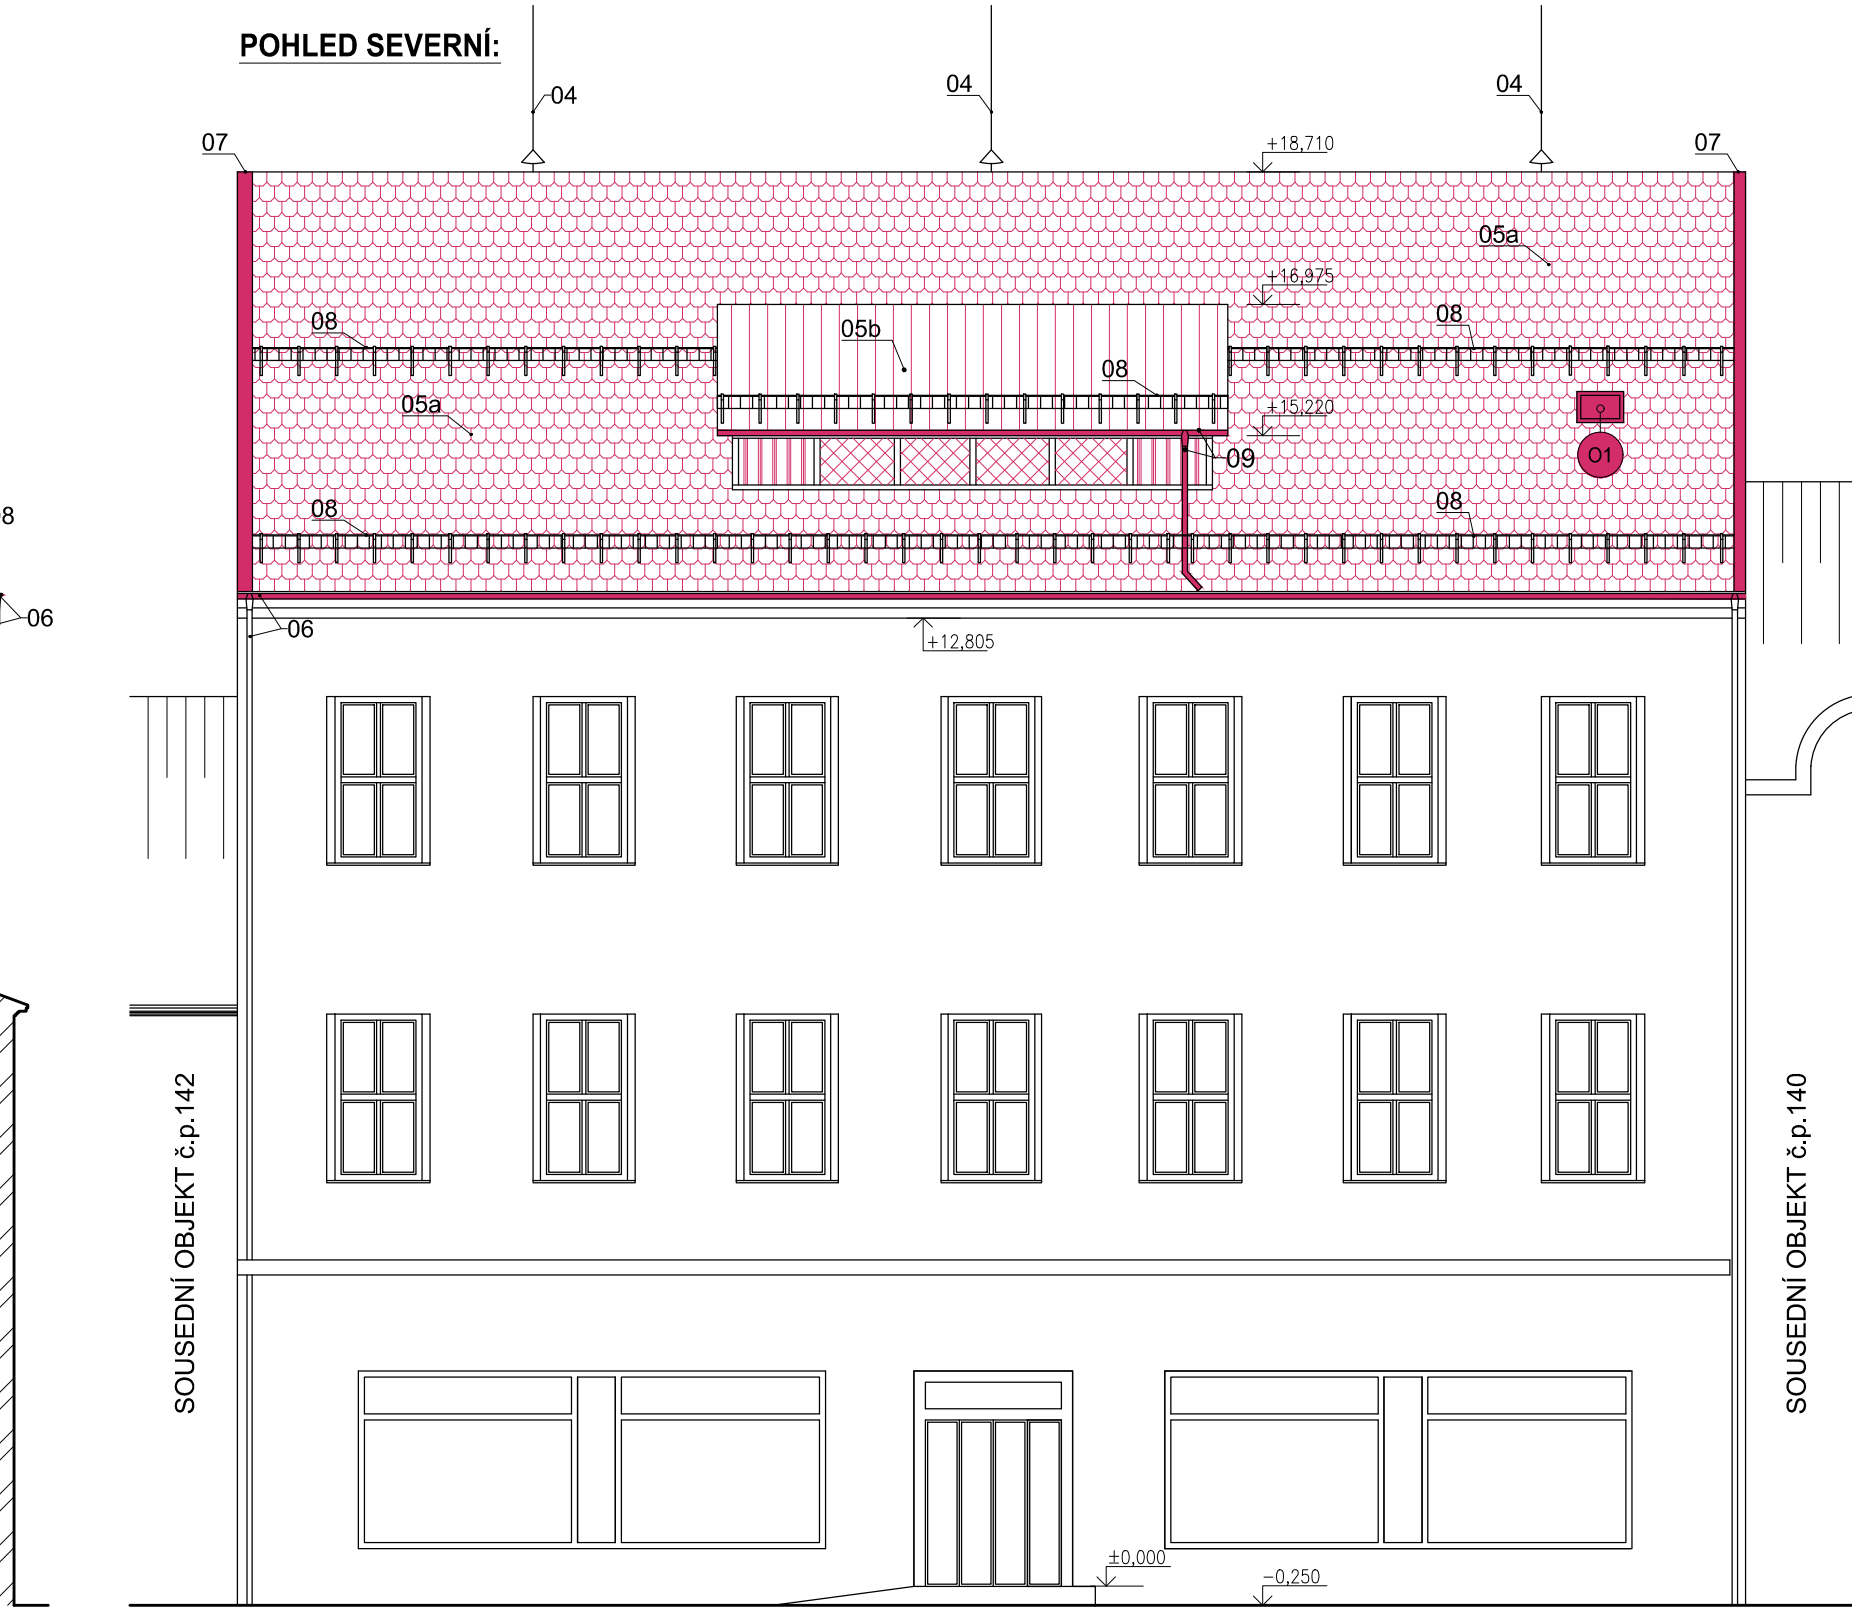 POHLED SEVERNÍ:
04
04
04
07
+18,710
07
05a
+16,975
08
05b
08
08
05a
+15,220
09
O1
8
08
08
06
06
+12,805
SOUSEDNÍ OBJEKT č.p.142
SOUSEDNÍ OBJEKT č.p.140
±0,000
-0,250